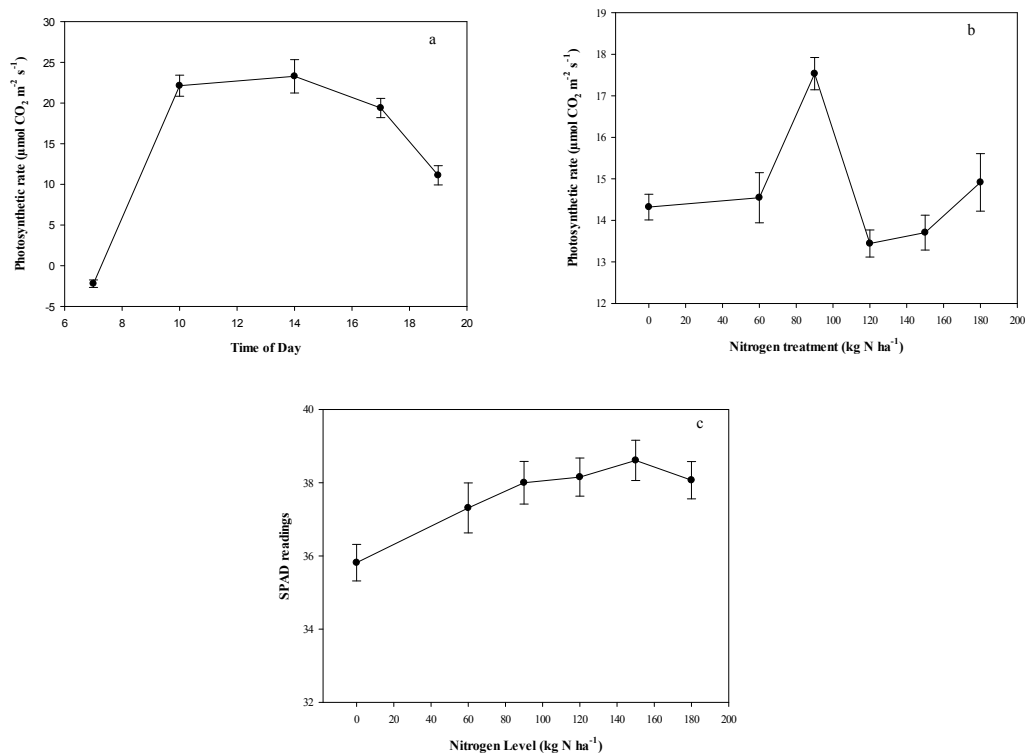 a
Photosynthetic rate (µmol CO₂ m⁻² s⁻¹)
30
25
20
15
10
5
0
-5
6 8 10 12 14 16 18 20
Time of Day
b
Photosynthetic rate (µmol CO₂ m⁻² s⁻¹)
19
18
17
16
15
14
13
12
0 20 40 60 80 100 120 140 160 180 200
Nitrogen treatment (kg N ha⁻¹)
c
SPAD readings
40
38
36
34
32
0 20 40 60 80 100 120 140 160 180 200
Nitrogen Level (kg N ha⁻¹)